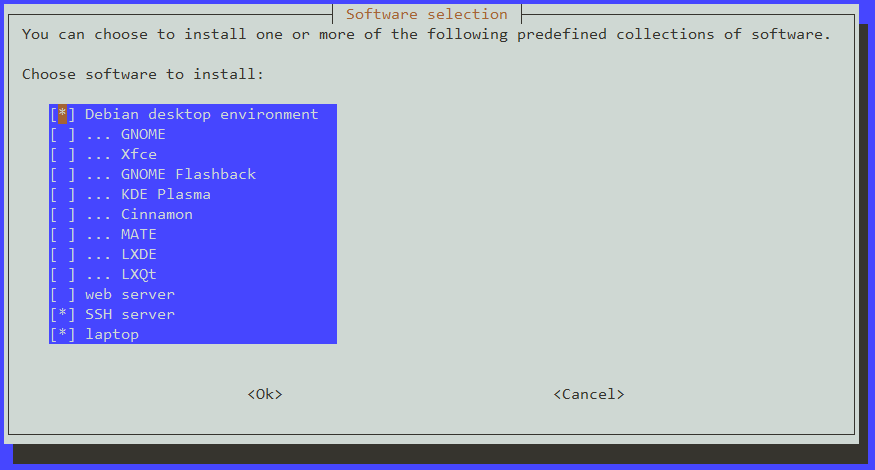 Software selection
You can choose to install one or more of the following predefined collections of software.
Choose software to install:
[*] Debian desktop environment
[ ] ... GNOME
[ ] ... Xfce
[ ] ... GNOME Flashback
[ ] ... KDE Plasma
[ ] ... Cinnamon
[ ] ... MATE
[ ] ... LXDE
[ ] ... LXQt
[ ] web server
[*] SSH server
[*] laptop
<Ok> <Cancel>